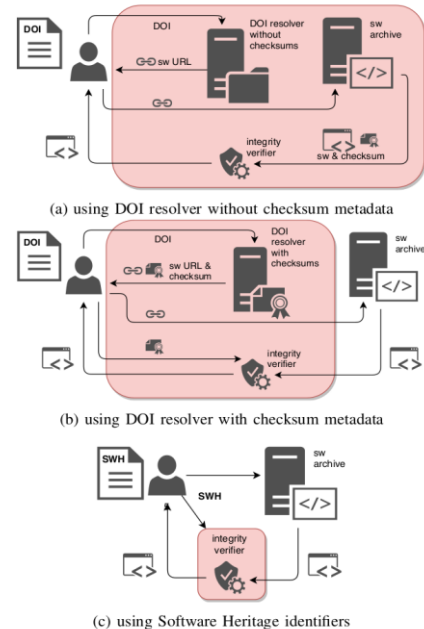 DOI
DOI
DOI resolver
without
checksums
sw
archive
sw URL
</>
<>
integrity
verifier
<>
sw & checksum
(a) using DOI resolver without checksum metadata
DOI
DOI
DOI
resolver
with
checksums
sw
archive
sw URL &
checksum
</>
<>
integrity
verifier
<>
(b) using DOI resolver with checksum metadata
SWH
SWH
sw
archive
</>
integrity
verifier
<>
<>
(c) using Software Heritage identifiers